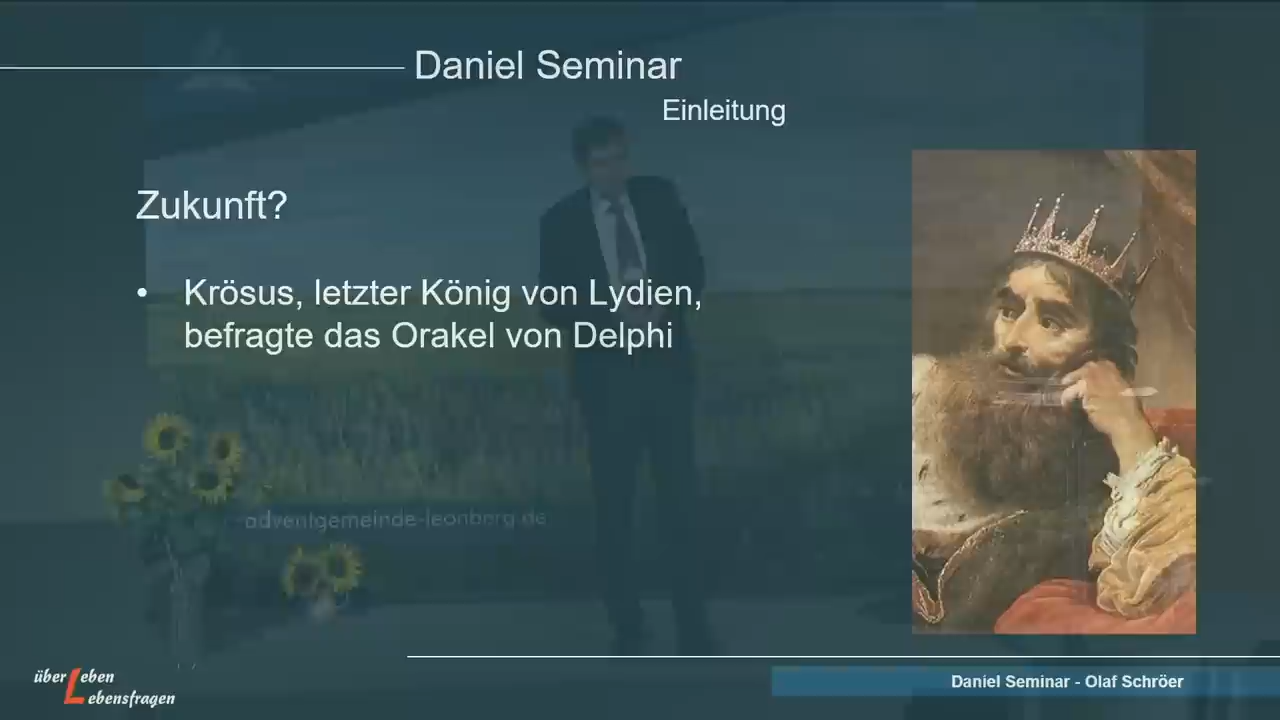 Daniel Seminar
Einleitung
Zukunft?
• Krösus, letzter König von Lydien,
befragte das Orakel von Delphi
adventgemeinde-leonberg.de
über Leben
Lebensfragen
Daniel Seminar - Olaf Schröer